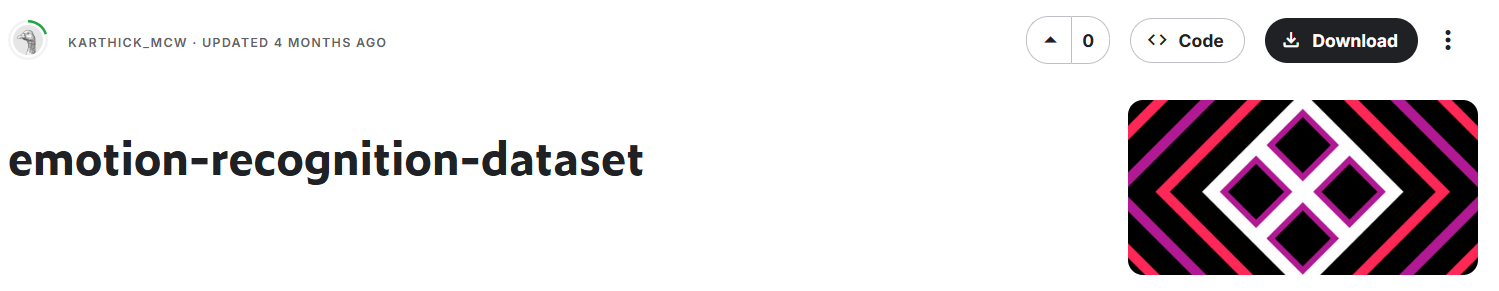 KARTHICK_MCW · UPDATED 4 MONTHS AGO
0
Code
Download
emotion-recognition-dataset